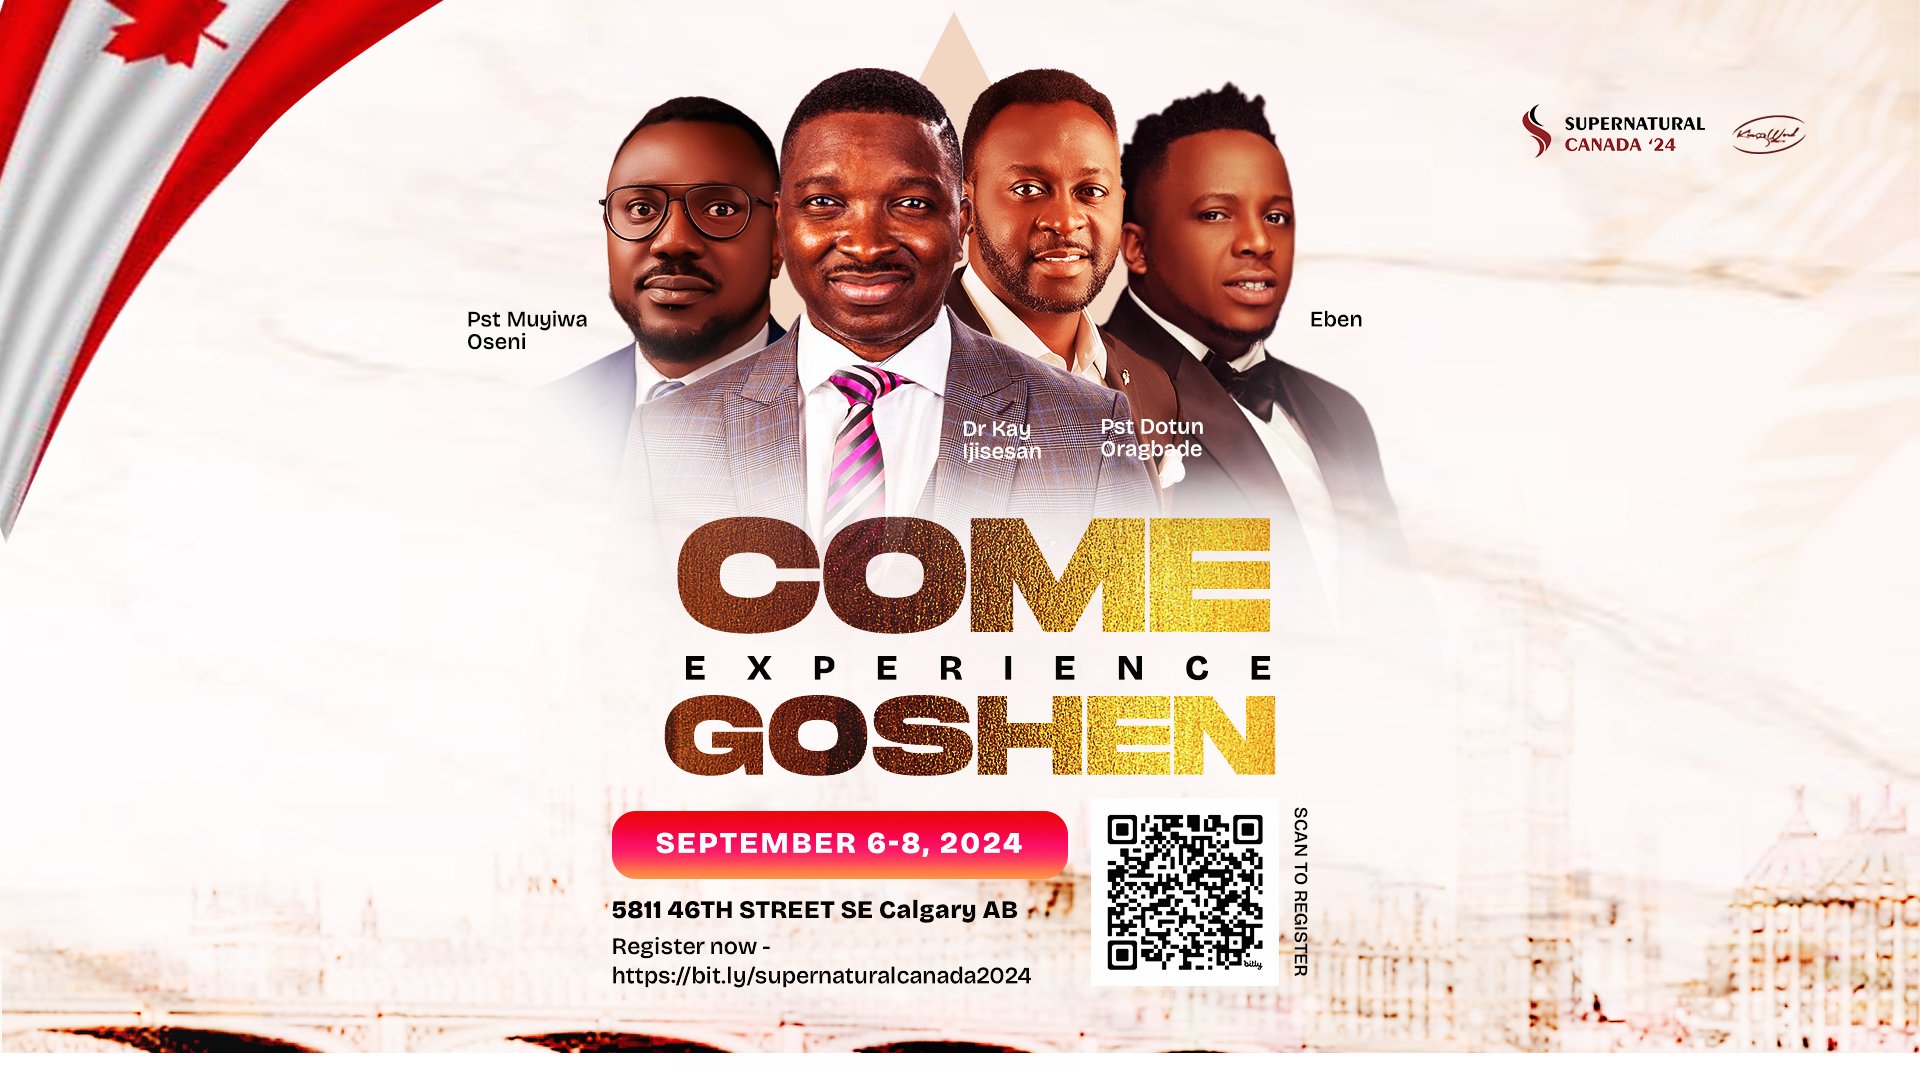 SUPERNATURAL
CANADA ‘24
Pst Muyiwa
Oseni
Eben
Dr Kay
Ijisesan
Pst Dotun
Oragbade
COME
EXPERIENCE
GOSHEN
SEPTEMBER 6-8, 2024
5811 46TH STREET SE Calgary AB
Register now -
https://bit.ly/supernaturalcanada2024
bitly
SCAN TO REGISTER